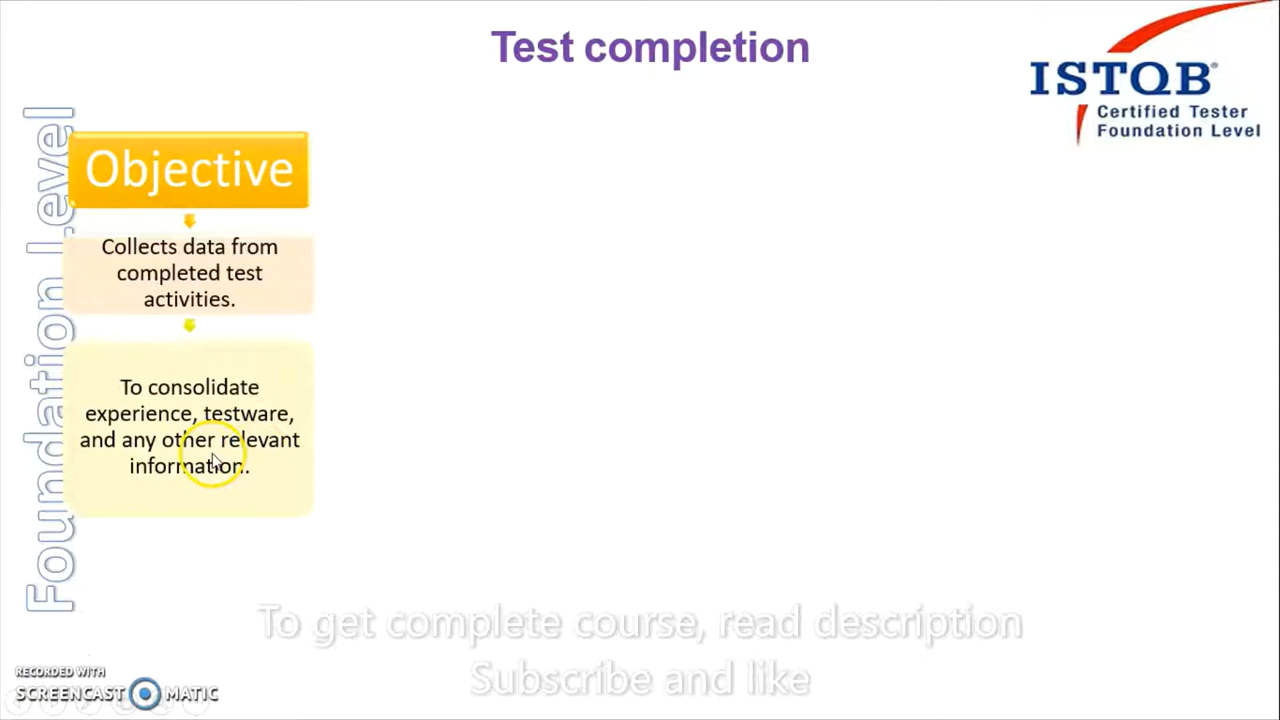 Test completion
ISTQB®
Certified Tester
Foundation Level
Foundation Level
Objective
Collects data from
completed test
activities.
To consolidate
experience, testware,
and any other relevant
information.
To get complete course, read description
Subscribe and like
RECORDED WITH
SCREENCAST MATIC